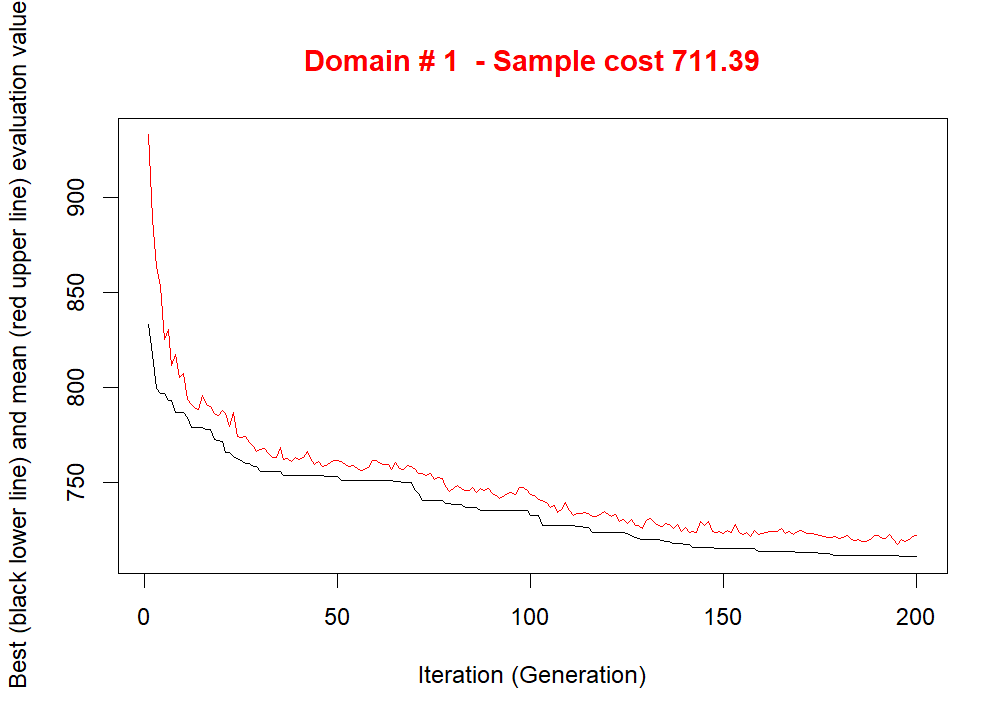 Domain # 1  - Sample cost 711.39
Best (black lower line) and mean (red upper line) evaluation value
900
850
800
750
0 50 100 150 200
Iteration (Generation)